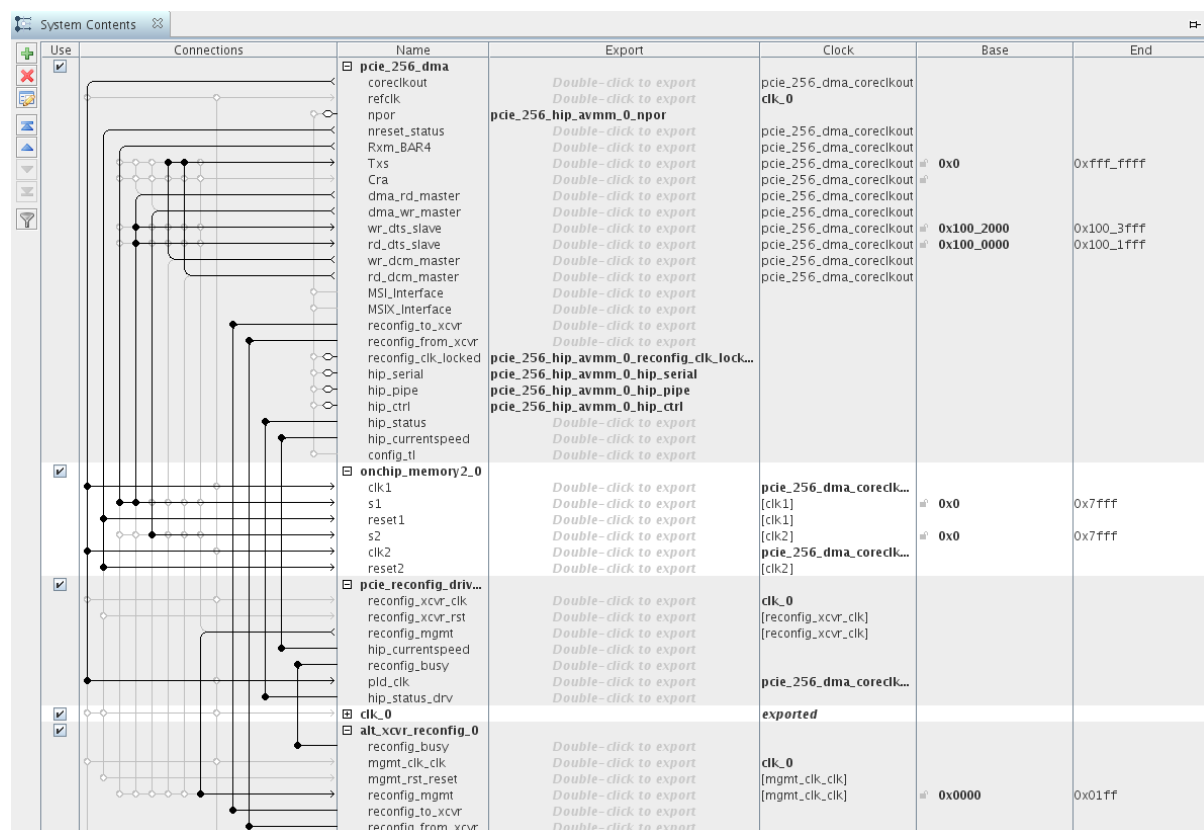 System Contents
Use Connections Name Export Clock Base End
pcie_256_dma
coreclkout Double-click to export pcie_256_dma_coreclkout
refclk Double-click to export clk_0
npor pcie_256_hip_avmm_0_npor
nreset_status Double-click to export pcie_256_dma_coreclkout
Rxm_BAR4 Double-click to export pcie_256_dma_coreclkout
Txs Double-click to export pcie_256_dma_coreclkout 0x0 0xfff_ffff
Cra Double-click to export pcie_256_dma_coreclkout
dma_rd_master Double-click to export pcie_256_dma_coreclkout
dma_wr_master Double-click to export pcie_256_dma_coreclkout
wr_dts_slave Double-click to export pcie_256_dma_coreclkout 0x100_2000 0x100_3fff
rd_dts_slave Double-click to export pcie_256_dma_coreclkout 0x100_0000 0x100_1fff
wr_dcm_master Double-click to export pcie_256_dma_coreclkout
rd_dcm_master Double-click to export pcie_256_dma_coreclkout
MSI_Interface Double-click to export
MSIX_Interface Double-click to export
reconfig_to_xcvr Double-click to export
reconfig_from_xcvr Double-click to export
reconfig_clk_locked pcie_256_hip_avmm_0_reconfig_clk_lock...
hip_serial pcie_256_hip_avmm_0_hip_serial
hip_pipe pcie_256_hip_avmm_0_hip_pipe
hip_ctrl pcie_256_hip_avmm_0_hip_ctrl
hip_status Double-click to export
hip_currentspeed Double-click to export
config_tl Double-click to export
onchip_memory2_0
clk1 Double-click to export pcie_256_dma_coreclk...
s1 Double-click to export [clk1] 0x0 0x7fff
reset1 Double-click to export [clk1]
s2 Double-click to export [clk2] 0x0 0x7fff
clk2 Double-click to export pcie_256_dma_coreclk...
reset2 Double-click to export [clk2]
pcie_reconfig_driv...
reconfig_xcvr_clk Double-click to export clk_0
reconfig_xcvr_rst Double-click to export [reconfig_xcvr_clk]
reconfig_mgmt Double-click to export [reconfig_xcvr_clk]
hip_currentspeed Double-click to export
reconfig_busy Double-click to export
pld_clk Double-click to export pcie_256_dma_coreclk...
hip_status_drv Double-click to export
clk_0 exported
alt_xcvr_reconfig_0
reconfig_busy Double-click to export
mgmt_clk_clk Double-click to export clk_0
mgmt_rst_reset Double-click to export [mgmt_clk_clk]
reconfig_mgmt Double-click to export [mgmt_clk_clk] 0x0000 0x01ff
reconfig_to_xcvr Double-click to export
reconfig_from_xcvr Double-click to export